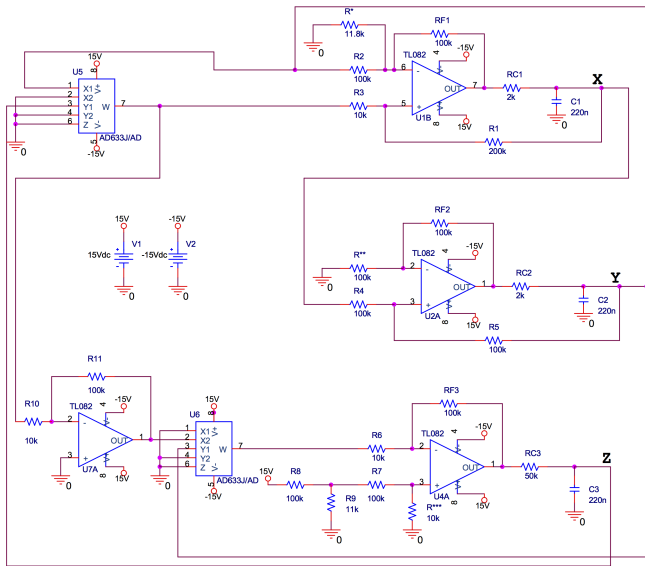 R*
11.8k
0
RF1
100k
TL082
-15V
15V
U5
8
1 X1 V+
2 X2
3 Y1 W 7
4 Y2
6 Z V-
5
AD633J/AD
-15V
0
R2
100k
R3
10k
6 -
5 +
4
V-
OUT 7
V+
8
U1B
15V
RC1
2k
X
C1
220n
0
R1
200k
RF2
100k
15V
-15V
15Vdc
V1
-15Vdc
V2
0
0
R**
100k
0
R4
100k
TL082
-15V
4
V-
2 -
3 +
OUT 1
V+
8
U2A
15V
RC2
2k
Y
C2
220n
0
R5
100k
R11
100k
R10
10k
TL082
-15V
4
V-
2 -
3 +
OUT 1
V+
8
U7A
15V
0
U6
15V
8
1 X1 V+
2 X2
3 Y1 W 7
4 Y2
6 Z V-
5
AD633J/AD
-15V
0
RF3
100k
R6
10k
15V
R8
100k
R9
11k
0
R7
100k
R***
10k
0
TL082
-15V
4
V-
2 -
3 +
OUT 1
V+
8
U4A
15V
RC3
50k
Z
C3
220n
0